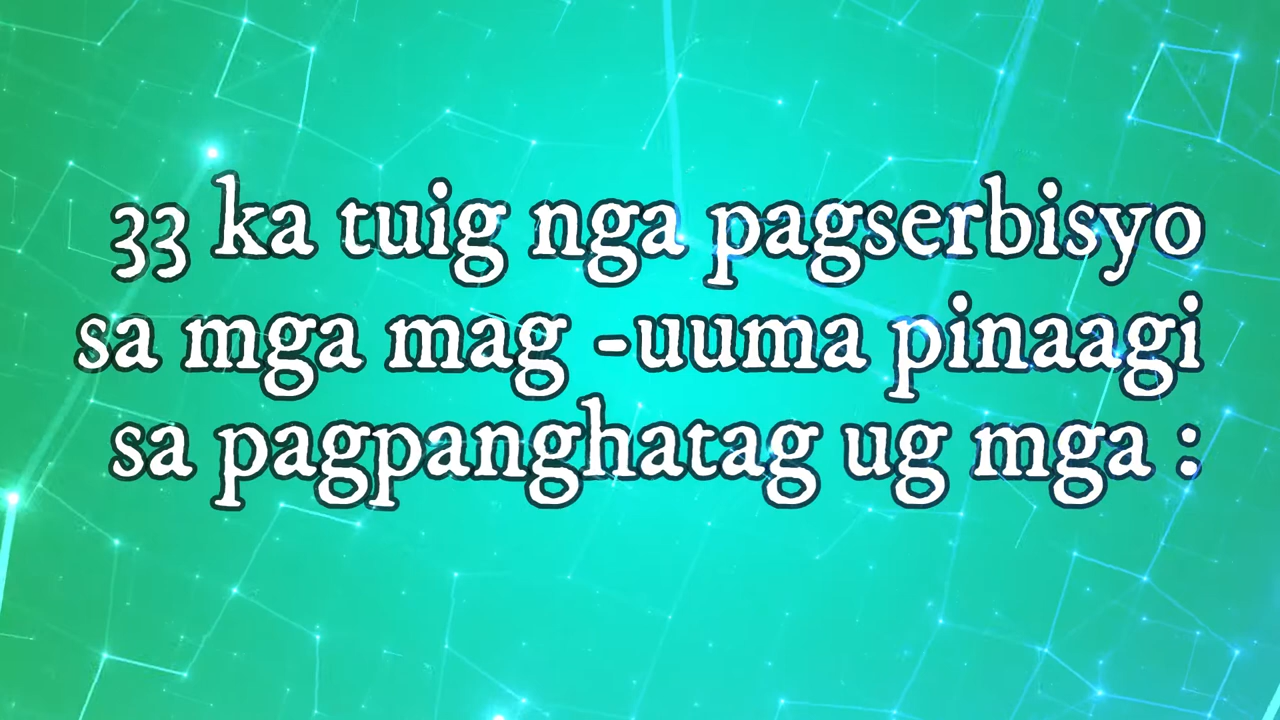 33 ka tuig nga pagserbisyo
sa mga mag -uuma pinaagi
sa pagpanghatag ug mga :